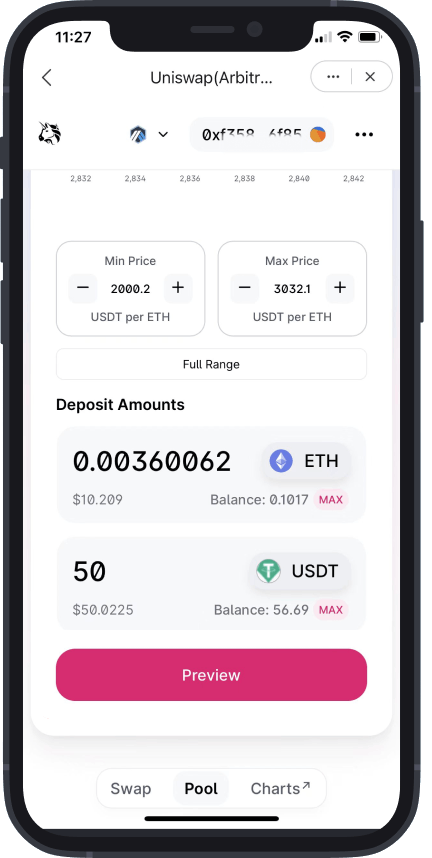 11:27
Uniswap(Arbitr...
0xf358 6f85
2,832 2,834 2,836 2,838 2,840 2,842
Min Price
2000.2
USDT per ETH
Max Price
3032.1
USDT per ETH
Full Range
Deposit Amounts
0.00360062 ETH
$10.209 Balance: 0.1017 MAX
50 USDT
$50.0225 Balance: 56.69 MAX
Preview
Swap Pool Charts↗